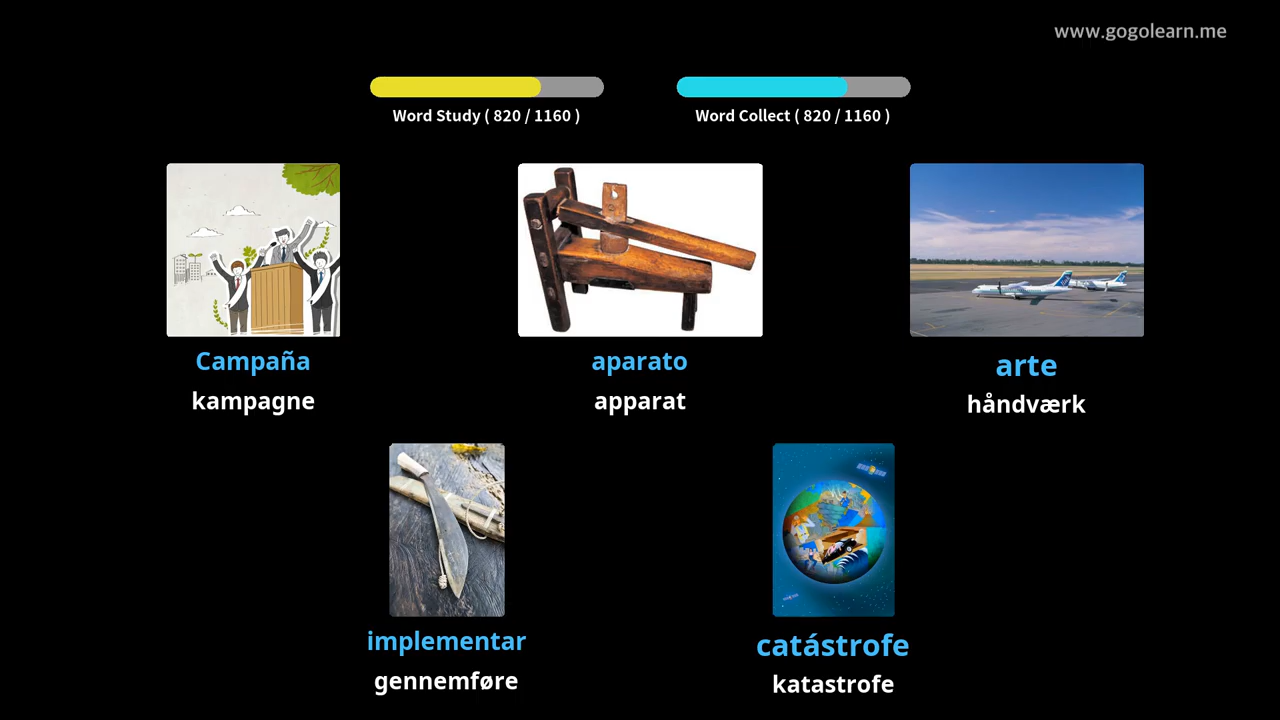 www.gogolearn.me
Word Study ( 820 / 1160 )
Word Collect ( 820 / 1160 )
Campaña
kampagne
aparato
apparat
arte
håndværk
implementar
gennemføre
catástrofe
katastrofe